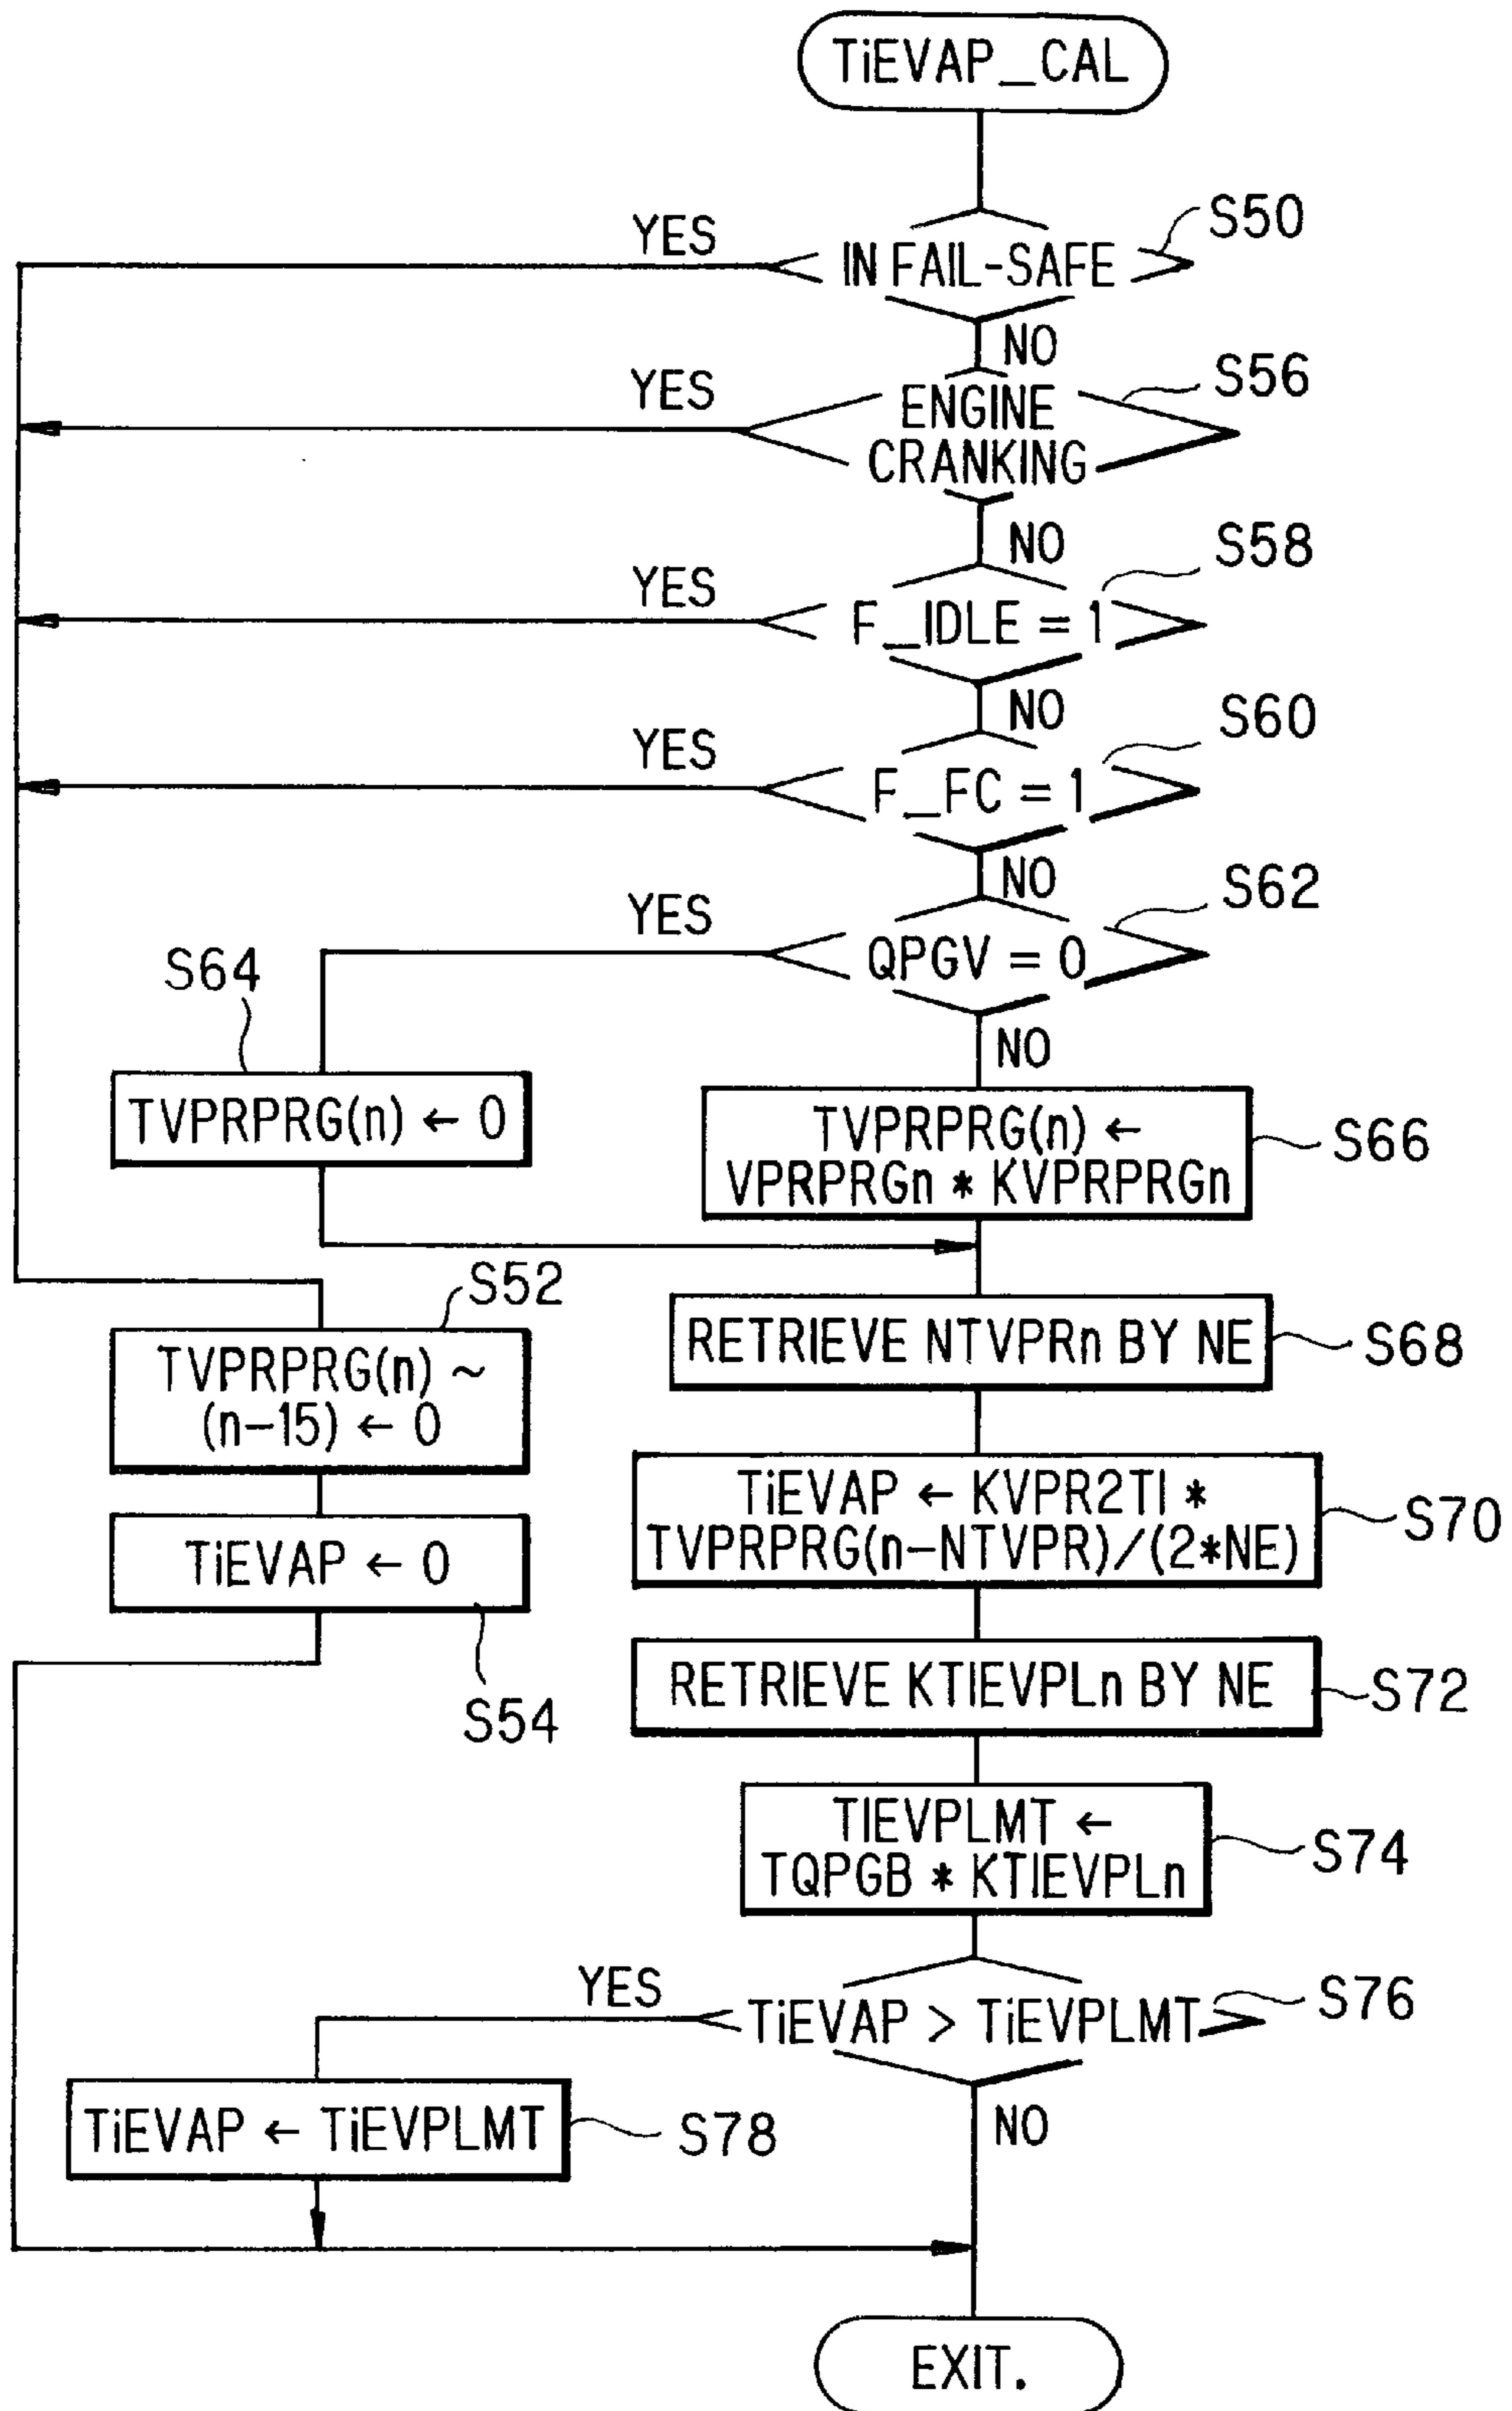 TiEVAP_CAL
YES
IN FAIL-SAFE
S50
NO
YES
ENGINE
CRANKING
S56
NO
YES
F_IDLE = 1
S58
NO
YES
F_FC = 1
S60
NO
YES
QPGV = 0
S62
S64
NO
TVPRPRG(n) ← 0
TVPRPRG(n) ←
VPRPRGn * KVPRPRGn
S66
S52
RETRIEVE NTVPRn BY NE
S68
TVPRPRG(n) ~
(n-15) ← 0
TiEVAP ← KVPR2TI *
TVPRPRG(n-NTVPR)/(2*NE)
S70
TiEVAP ← 0
S54
RETRIEVE KTIEVPLn BY NE
S72
TIEVPLMT ←
TQPGB * KTIEVPLn
S74
YES
TiEVAP > TiEVPLMT
S76
TiEVAP ← TiEVPLMT
S78
NO
EXIT.